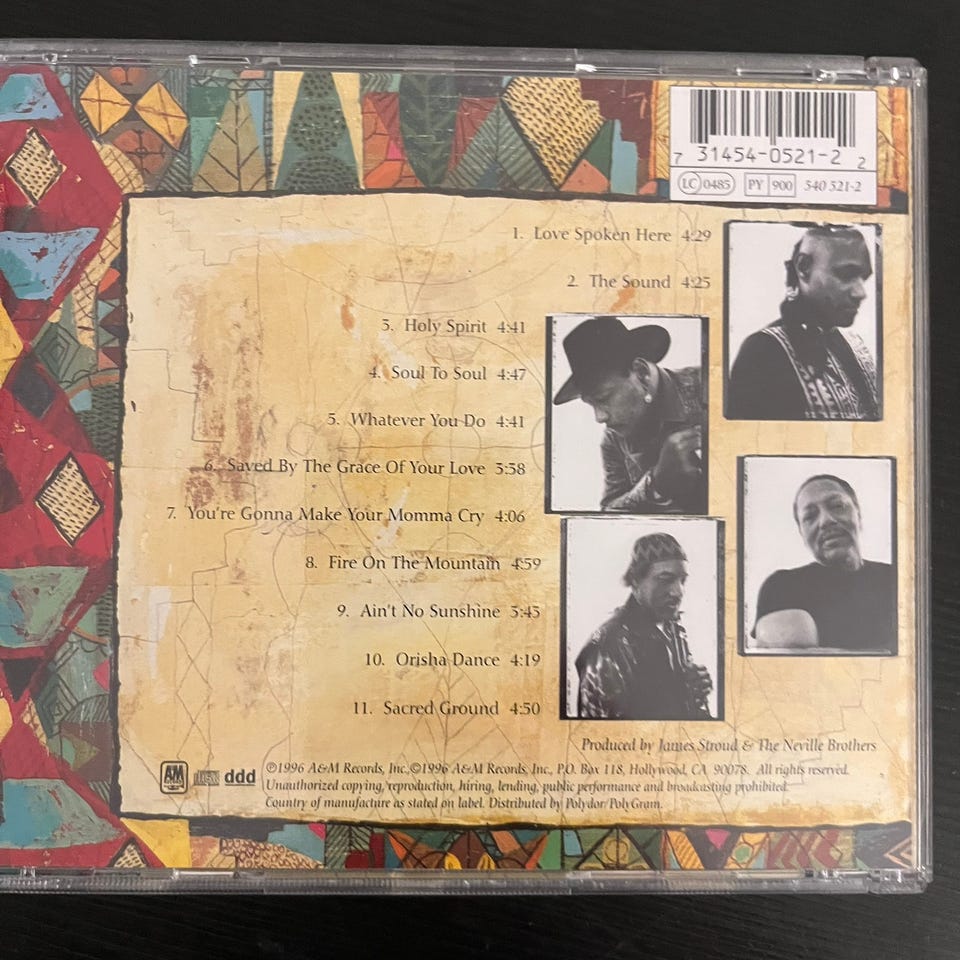 7 31454-0521-2 2
LC 0485 PY 900 540 521-2
1. Love Spoken Here 4:29
2. The Sound 4:25
3. Holy Spirit 4:41
4. Soul To Soul 4:47
5. Whatever You Do 4:41
6. Saved By The Grace Of Your Love 3:38
7. You're Gonna Make Your Momma Cry 4:06
8. Fire On The Mountain 4:59
9. Ain't No Sunshine 3:43
10. Orisha Dance 4:19
11. Sacred Ground 4:50
Produced by James Stroud & The Neville Brothers
AM ddd ℗1996 A&M Records, Inc.,©1996 A&M Records, Inc., P.O. Box 118, Hollywood, CA 90078. All rights reserved.
Unauthorized copying, reproduction, hiring, lending, public performance and broadcasting prohibited.
Country of manufacture as stated on label. Distributed by Polydor/PolyGram.